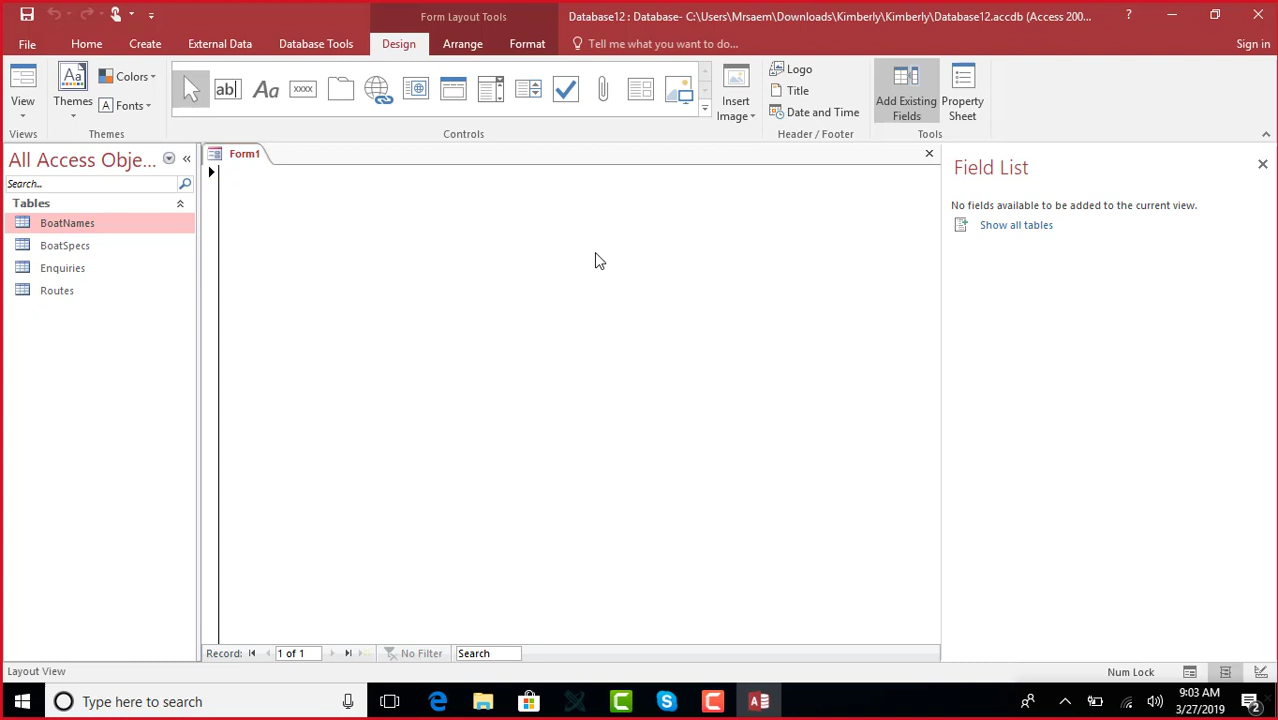 Form Layout Tools
Database12 : Database- C:\Users\Mrsaem\Downloads\Kimberly\Kimberly\Database12.accdb (Access 200...
?
File
Home
Create
External Data
Database Tools
Design
Arrange
Format
Tell me what you want to do...
Sign in
View
Themes
Aa
Colors
A Fonts
ab
Aa
xxxx
Insert
Image
Logo
Title
Date and Time
Add Existing
Fields
Property
Sheet
Views
Themes
Controls
Header / Footer
Tools
All Access Obje...
«
Search...
Tables
BoatNames
BoatSpecs
Enquiries
Routes
Form1
Field List
No fields available to be added to the current view.
Show all tables
Record:
1 of 1
No Filter
Search
Layout View
Num Lock
Type here to search
9:03 AM
3/27/2019
2